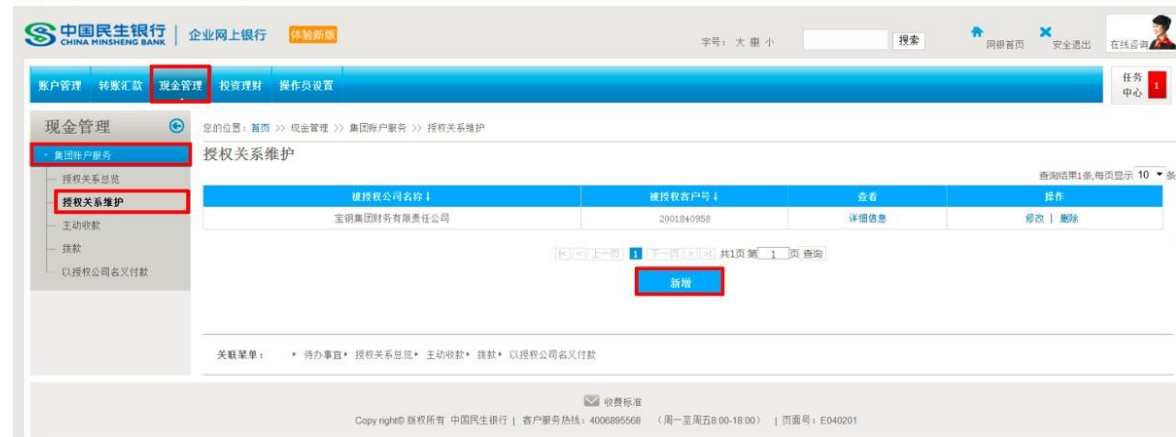 中国民生银行 CHINA MINSHENG BANK 企业网上银行 体验新版
字号： 大 重 小 搜索 网银首页 安全退出 在线咨询
账户管理 转账汇款 现金管理 投资理财 操作员设置 任务中心 1
现金管理
您的位置：首页 >> 现金管理 >> 集团账户服务 >> 授权关系维护
集团账户服务
授权关系维护
授权关系总览
查询结果1条,每页显示 10 条
授权关系维护
被授权公司名称↓ 被授权客户号↓ 查看 操作
主动收款
宝钢集团财务有限责任公司 2001840958 详细信息 修改 | 删除
拨款
以授权公司名义付款
|< < 上一页 1 下一页 > >| 共1页 第 1 页 查询
新增
关联菜单： 待办事宜 授权关系总览 主动收款 拨款 以授权公司名义付款
收费标准
Copyright© 版权所有 中国民生银行 | 客户服务热线：4006895568 （周一至周五8:00-18:00） | 页面号：E040201